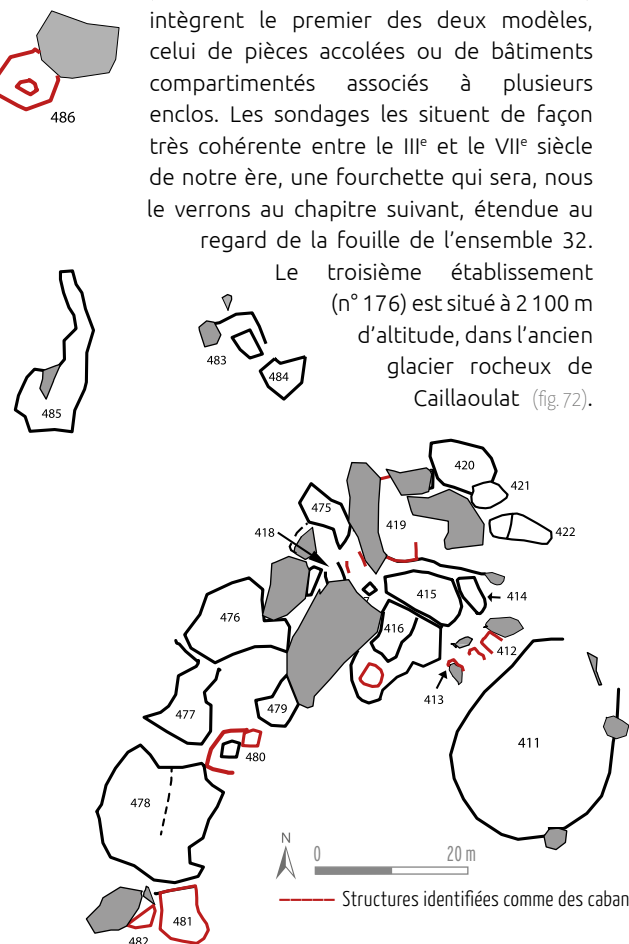 intègrent le premier des deux modèles,
celui de pièces accolées ou de bâtiments
compartimentés associés à plusieurs
enclos. Les sondages les situent de façon
très cohérente entre le IIIe et le VIIe siècle
de notre ère, une fourchette qui sera, nous
le verrons au chapitre suivant, étendue au
regard de la fouille de l’ensemble 32.
Le troisième établissement
(n° 176) est situé à 2 100 m
d’altitude, dans l’ancien
glacier rocheux de
Caillaoulat (fig. 72).
486
483
484
485
420
421
475
422
418
419
415
414
476
416
412
413
477
479
411
480
478
N
0 20 m
Structures identifiées comme des caban
481
482